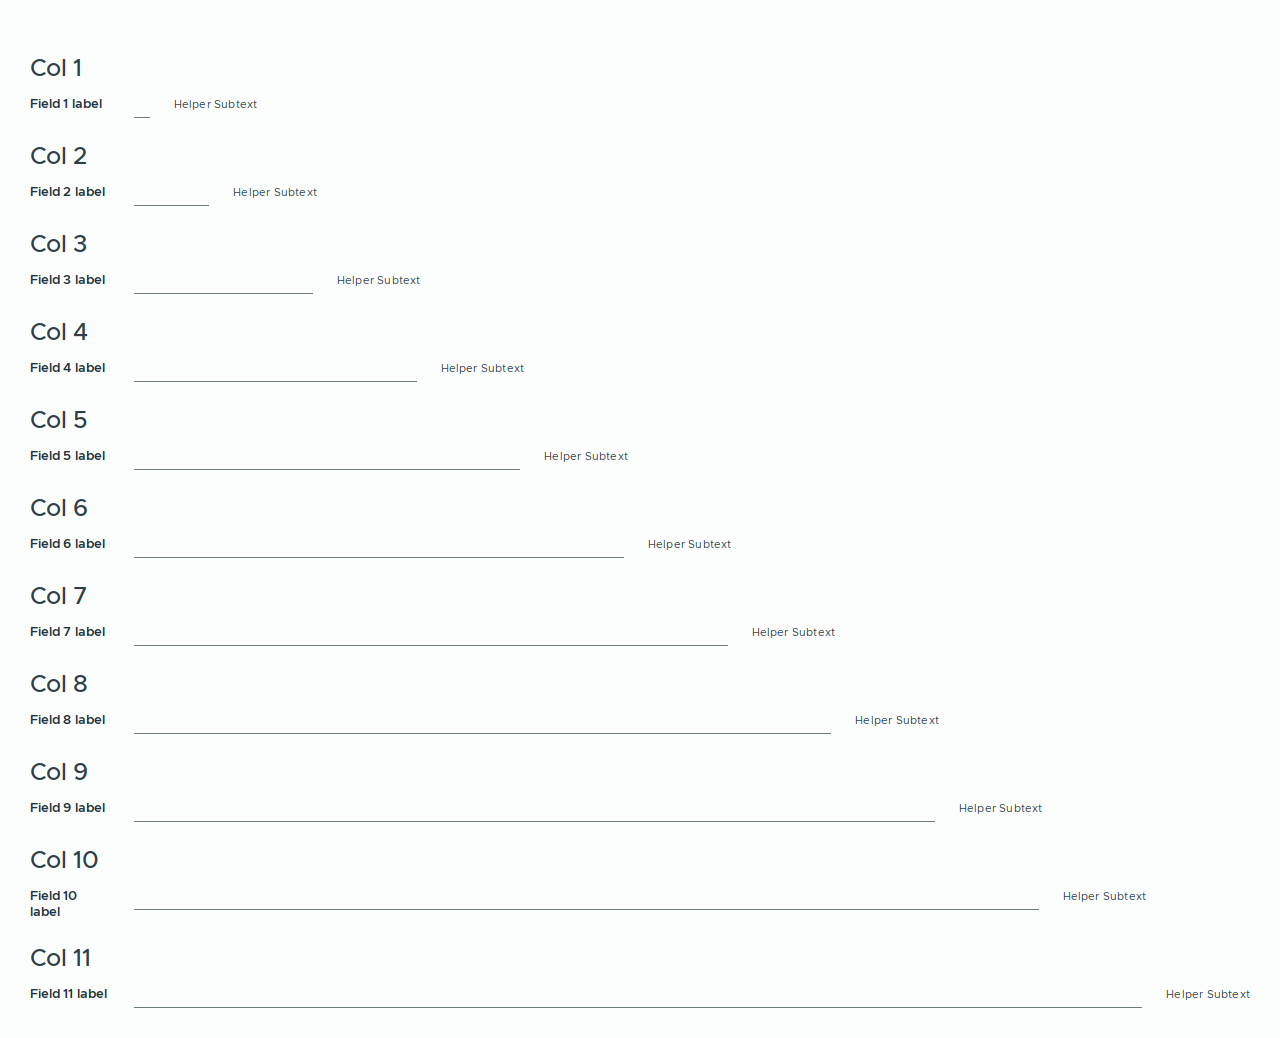 Col 1
Field 1 label Helper Subtext
Col 2
Field 2 label Helper Subtext
Col 3
Field 3 label Helper Subtext
Col 4
Field 4 label Helper Subtext
Col 5
Field 5 label Helper Subtext
Col 6
Field 6 label Helper Subtext
Col 7
Field 7 label Helper Subtext
Col 8
Field 8 label Helper Subtext
Col 9
Field 9 label Helper Subtext
Col 10
Field 10 Helper Subtext
label
Col 11
Field 11 label Helper Subtext